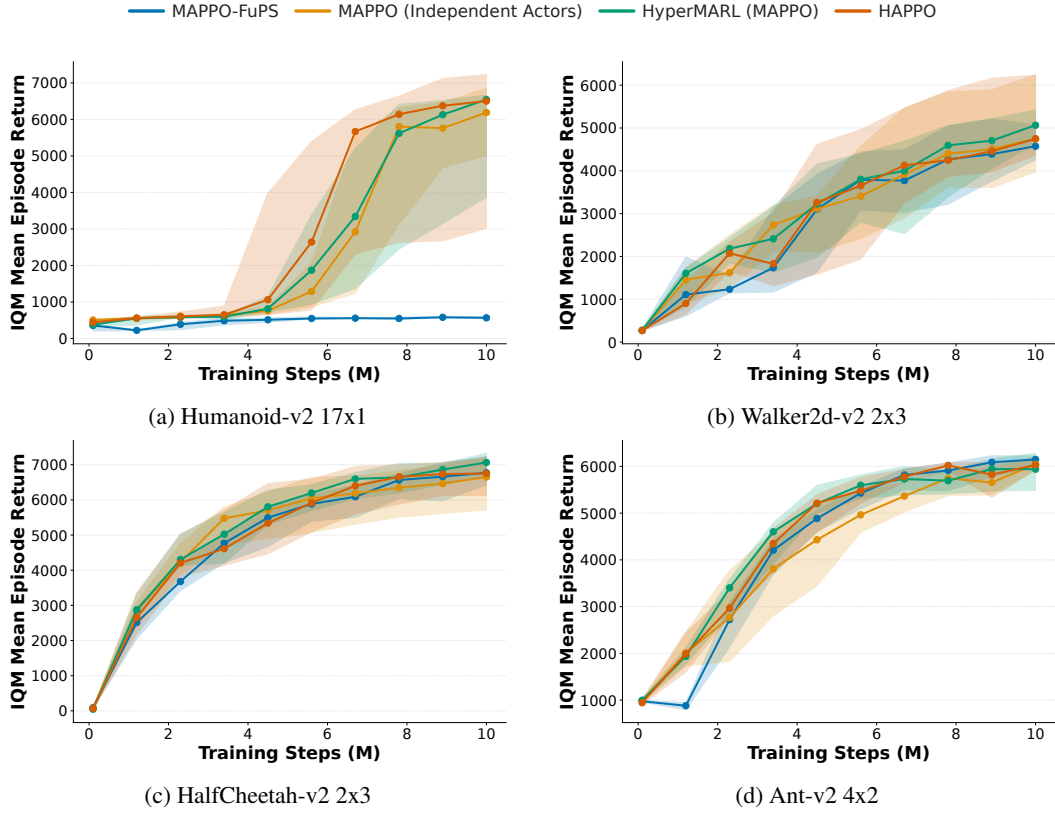 MAPPO-FuPS MAPPO (Independent Actors) HyperMARL (MAPPO) HAPPO
IQM Mean Episode Return
7000
6000
5000
4000
3000
2000
1000
0
0 2 4 6 8 10
Training Steps (M)
(a) Humanoid-v2 17x1
IQM Mean Episode Return
6000
5000
4000
3000
2000
1000
0
0 2 4 6 8 10
Training Steps (M)
(b) Walker2d-v2 2x3
IQM Mean Episode Return
7000
6000
5000
4000
3000
2000
1000
0
0 2 4 6 8 10
Training Steps (M)
(c) HalfCheetah-v2 2x3
IQM Mean Episode Return
6000
5000
4000
3000
2000
1000
0 2 4 6 8 10
Training Steps (M)
(d) Ant-v2 4x2